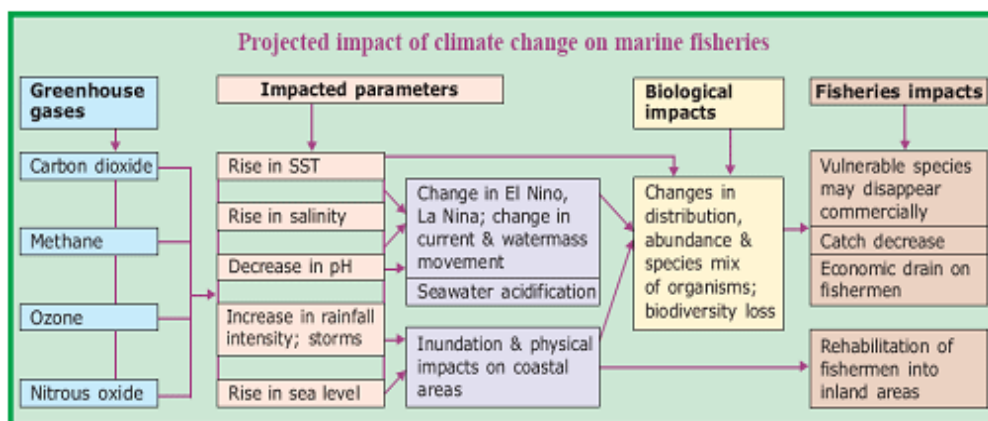 Projected impact of climate change on marine fisheries
Greenhouse
gases
Carbon dioxide
Methane
Ozone
Nitrous oxide
Impacted parameters
Rise in SST
Rise in salinity
Decrease in pH
Increase in rainfall
intensity; storms
Rise in sea level
Change in El Nino,
La Nina; change in
current & watermass
movement
Seawater acidification
Inundation & physical
impacts on coastal
areas
Biological
impacts
Changes in
distribution,
abundance &
species mix
of organisms;
biodiversity loss
Fisheries impacts
Vulnerable species
may disappear
commercially
Catch decrease
Economic drain on
fishermen
Rehabilitation of
fishermen into
inland areas